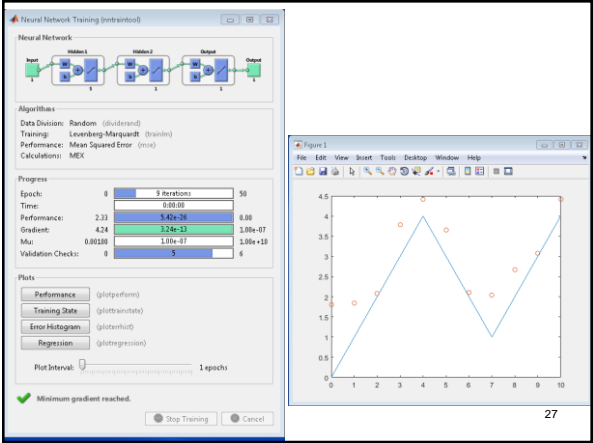 Neural Network Training (nntraintool)
Neural Network
Hidden 1 Hidden 2 Output
Input Output
W b W b W b
1 5 1 1 1
Algorithms
Data Division: Random (dividerand)
Training: Levenberg-Marquardt (trainlm)
Performance: Mean Squared Error (mse)
Calculations: MEX
Progress
Epoch: 0 9 iterations 50
Time: 0:00:00
Performance: 2.33 5.42e-26 0.00
Gradient: 4.24 3.24e-13 1.00e-07
Mu: 0.00100 1.00e-07 1.00e+10
Validation Checks: 0 5 6
Plots
Performance (plotperform)
Training State (plottrainstate)
Error Histogram (ploterrhist)
Regression (plotregression)
Plot Interval: 1 epochs
Minimum gradient reached.
Stop Training Cancel
Figure 1
File Edit View Insert Tools Desktop Window Help
4.5
4
3.5
3
2.5
2
1.5
1
0.5
0
0 1 2 3 4 5 6 7 8 9 10
27